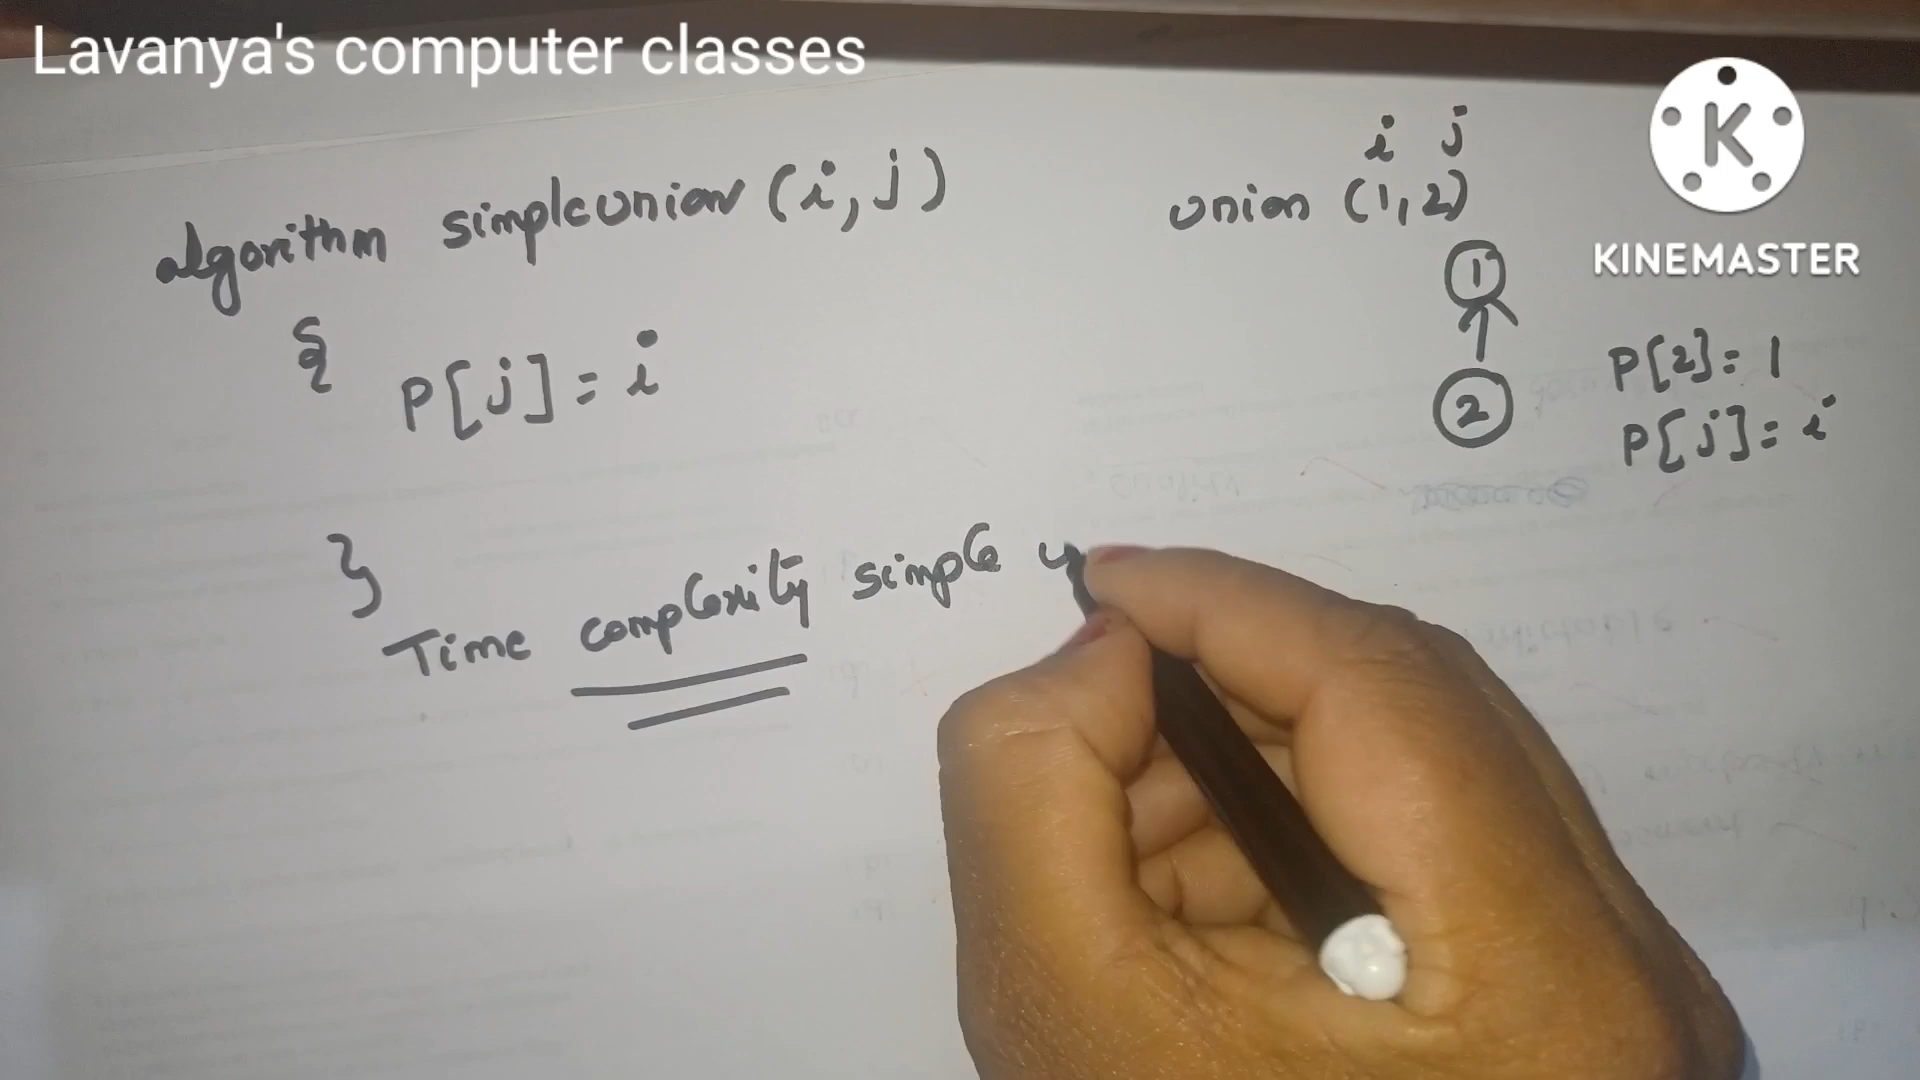 Lavanya's computer classes
i j
algorithm simpleunion (i, j)
union (1,2)
K
KINEMASTER
1
{
P[j] = i
2
P[2] = 1
P[j] = i
}
Time complexity simple u